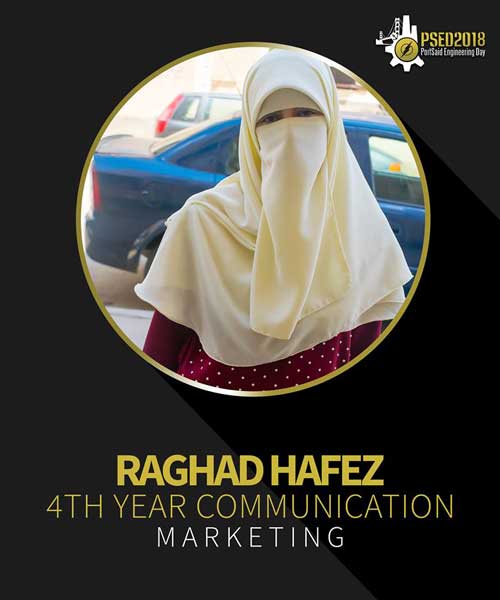 PSED2018
PortSaid Engineering Day
RAGHAD HAFEZ
4TH YEAR COMMUNICATION
MARKETING